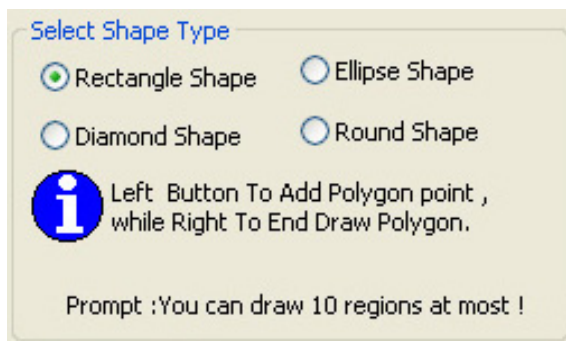 Select Shape Type
Rectangle Shape Ellipse Shape
Diamond Shape Round Shape
Left Button To Add Polygon point ,
while Right To End Draw Polygon.
Prompt :You can draw 10 regions at most !